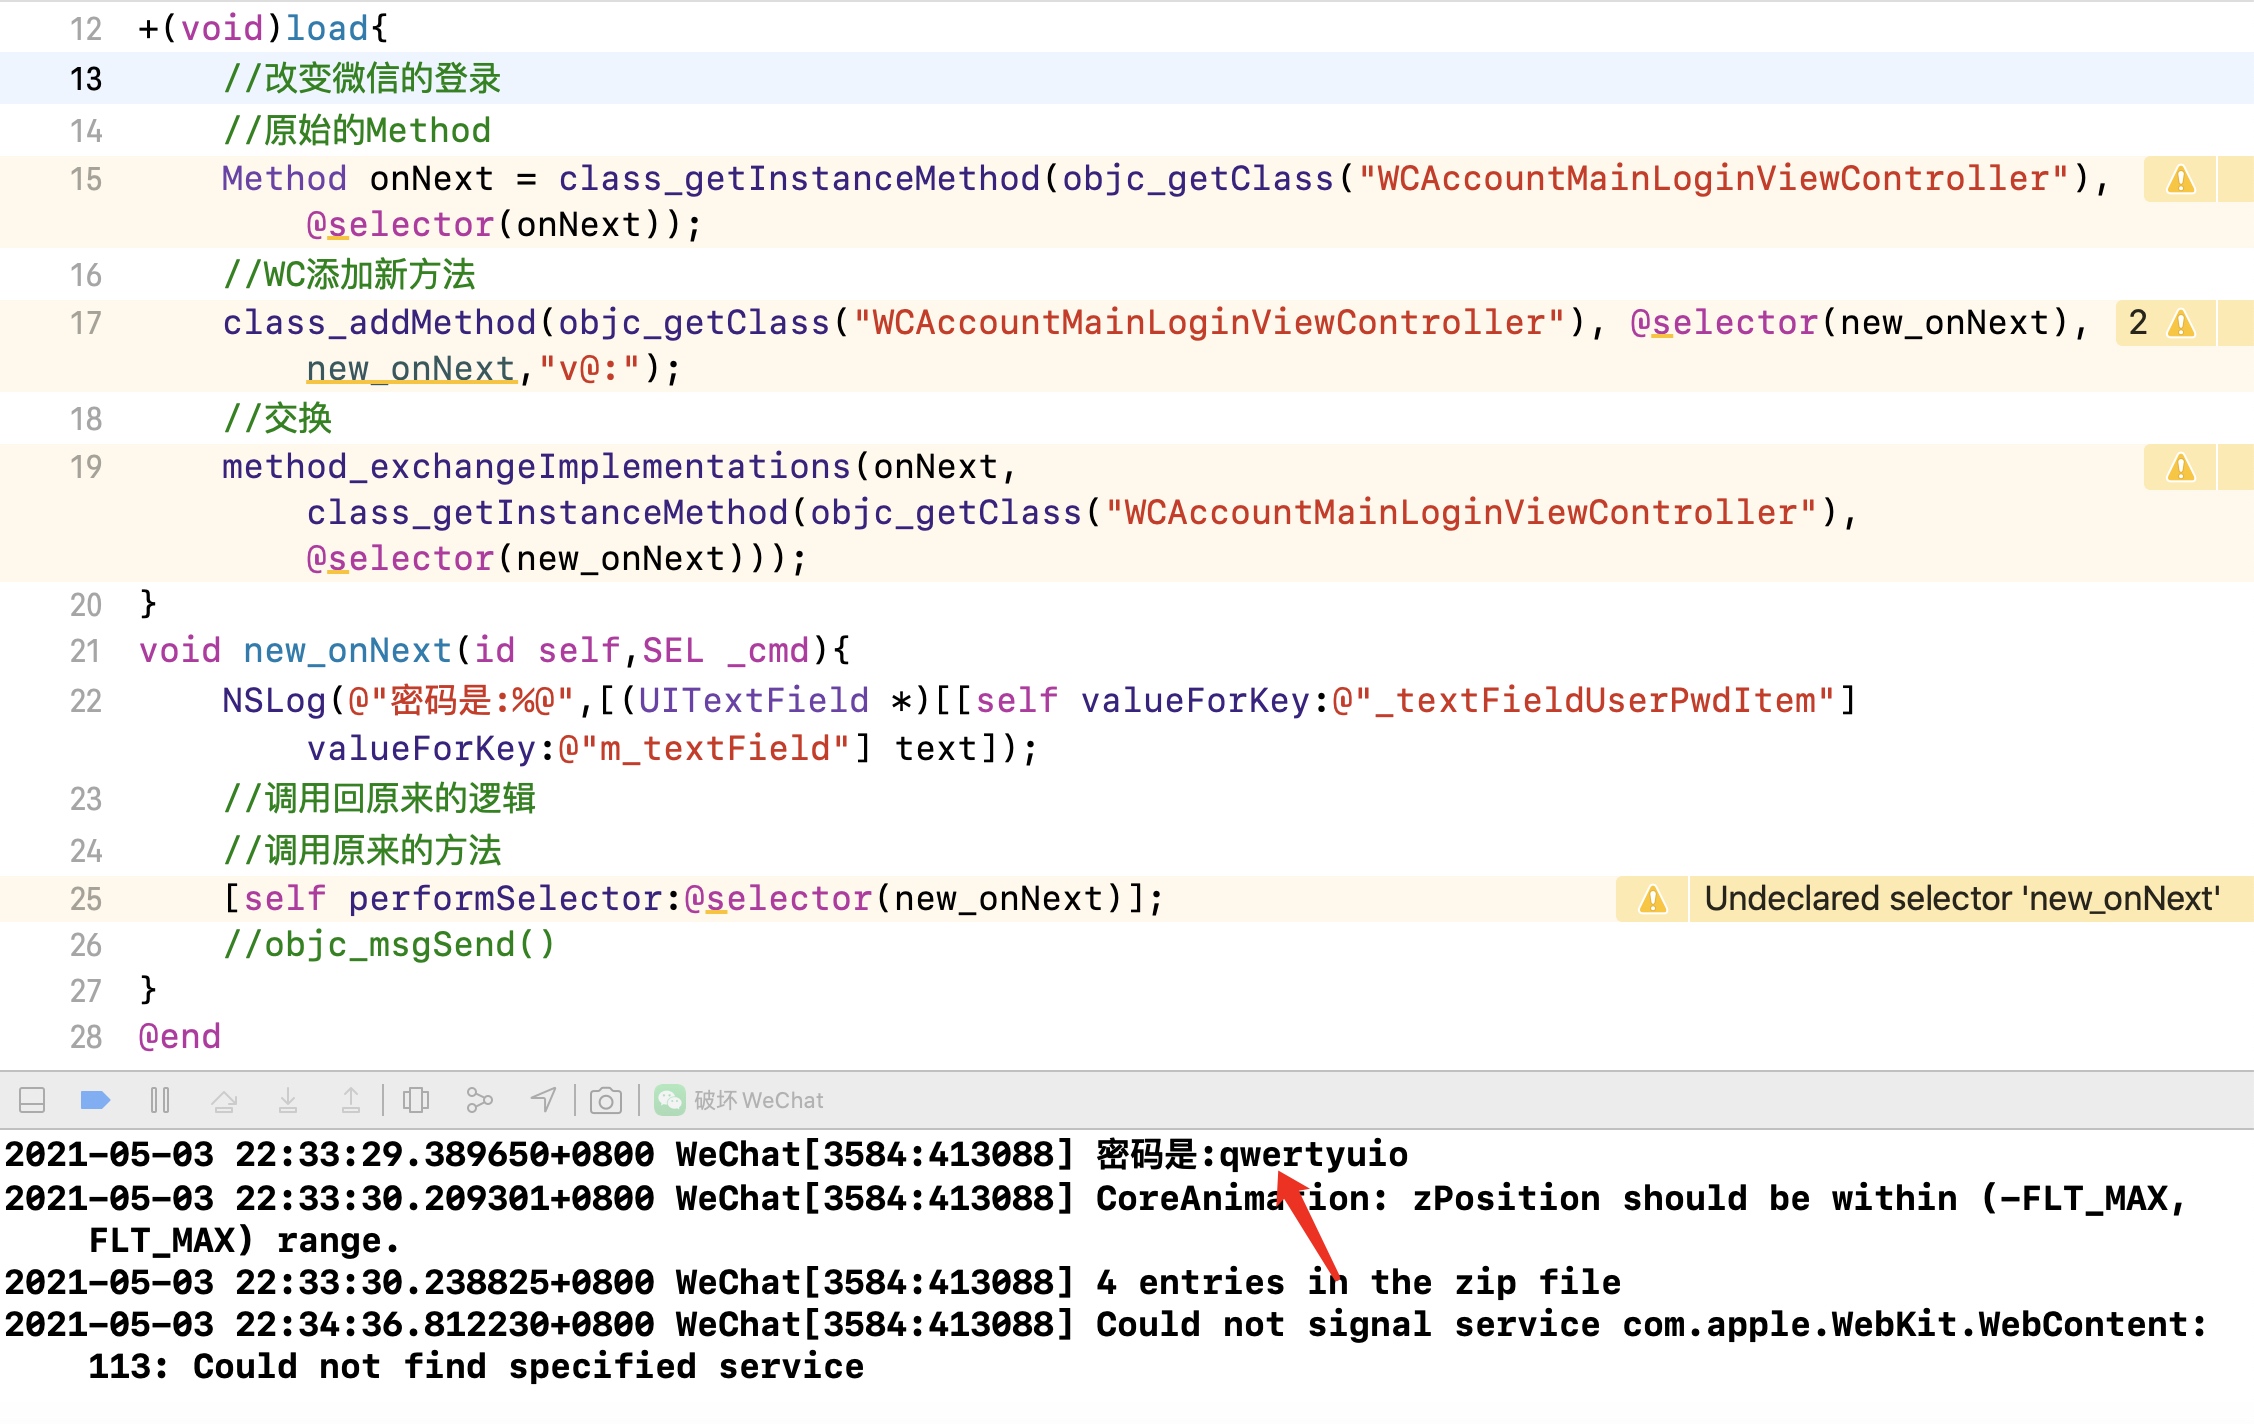 12 +(void)load{
13 //改变微信的登录
14 //原始的Method
15 Method onNext = class_getInstanceMethod(objc_getClass("WCAccountMainLoginViewController"),
@selector(onNext));
16 //WC添加新方法
17 class_addMethod(objc_getClass("WCAccountMainLoginViewController"), @selector(new_onNext), 2
new_onNext,"v@:");
18 //交换
19 method_exchangeImplementations(onNext,
class_getInstanceMethod(objc_getClass("WCAccountMainLoginViewController"),
@selector(new_onNext)));
20 }
21 void new_onNext(id self,SEL _cmd){
22 NSLog(@"密码是:%@",[(UITextField *)[[self valueForKey:@"_textFieldUserPwdItem"]
valueForKey:@"m_textField"] text]);
23 //调用回原来的逻辑
24 //调用原来的方法
25 [self performSelector:@selector(new_onNext)]; Undeclared selector 'new_onNext'
26 //objc_msgSend()
27 }
28 @end
破坏 WeChat
2021-05-03 22:33:29.389650+0800 WeChat[3584:413088] 密码是:qwertyuio
2021-05-03 22:33:30.209301+0800 WeChat[3584:413088] CoreAnimation: zPosition should be within (-FLT_MAX,
FLT_MAX) range.
2021-05-03 22:33:30.238825+0800 WeChat[3584:413088] 4 entries in the zip file
2021-05-03 22:34:36.812230+0800 WeChat[3584:413088] Could not signal service com.apple.WebKit.WebContent:
113: Could not find specified service